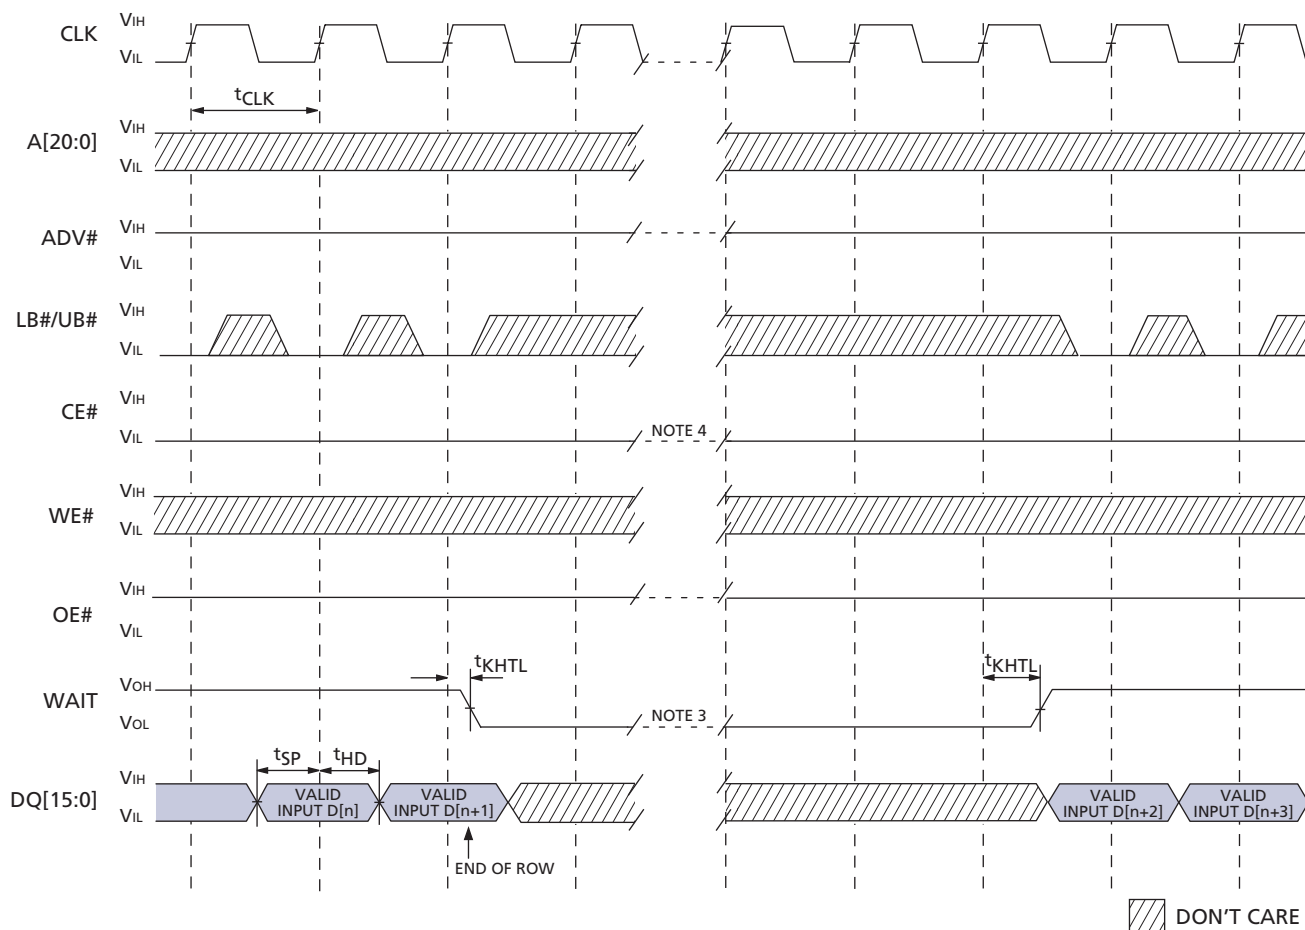 CLK
VIH
VIL
tCLK
A[20:0]
VIH
VIL
ADV#
VIH
VIL
LB#/UB#
VIH
VIL
CE#
VIH
VIL
NOTE 4
WE#
VIH
VIL
OE#
VIH
VIL
WAIT
VOH
VOL
tKHTL
NOTE 3
tKHTL
DQ[15:0]
VIH
VIL
tSP
tHD
VALID
INPUT D[n]
VALID
INPUT D[n+1]
VALID
INPUT D[n+2]
VALID
INPUT D[n+3]
END OF ROW
DON'T CARE